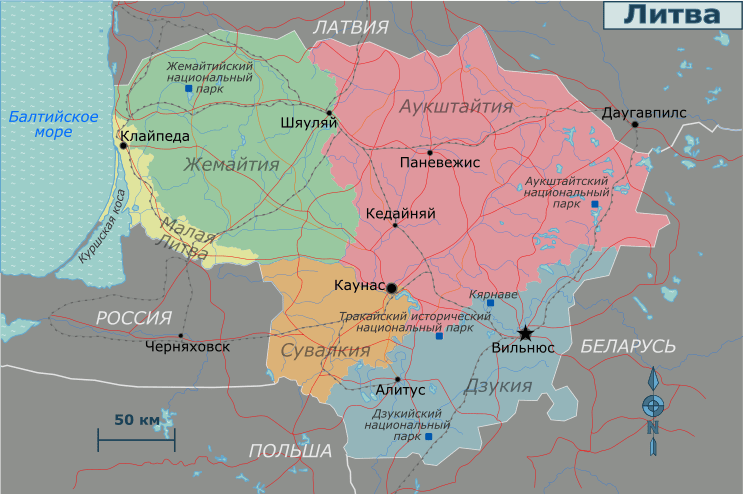 Литва
ЛАТВИЯ
Жемайтийский
национальный
парк
Балтийское
море
Клайпеда
Шяуляй
Аукштайтия
Даугавпилс
Жемайтия
Паневежис
Аукштайтский
национальный
парк
Куршская коса
Малая
Литва
Кедайняй
Каунас
Кярнаве
РОССИЯ
Тракайский исторический
национальный парк
Черняховск
Сувалкия
Вильнюс
БЕЛАРУСЬ
Алитус
Дзукия
Дзукийский
национальный
парк
50 км
ПОЛЬША
N